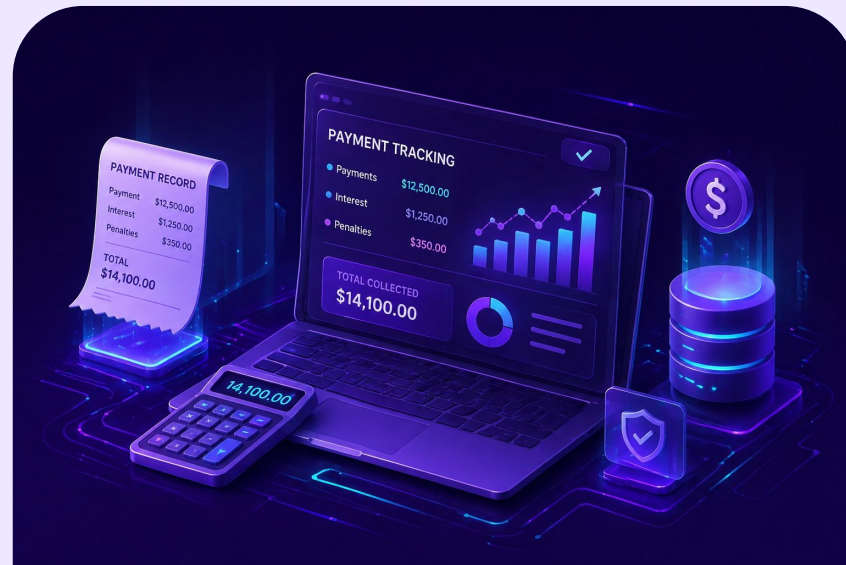 PAYMENT RECORD
Payment $12,500.00
Interest $1,250.00
Penalties $350.00
TOTAL
$14,100.00
PAYMENT TRACKING
Payments $12,500.00
Interest $1,250.00
Penalties $350.00
TOTAL COLLECTED
$14,100.00
14,100.00
$